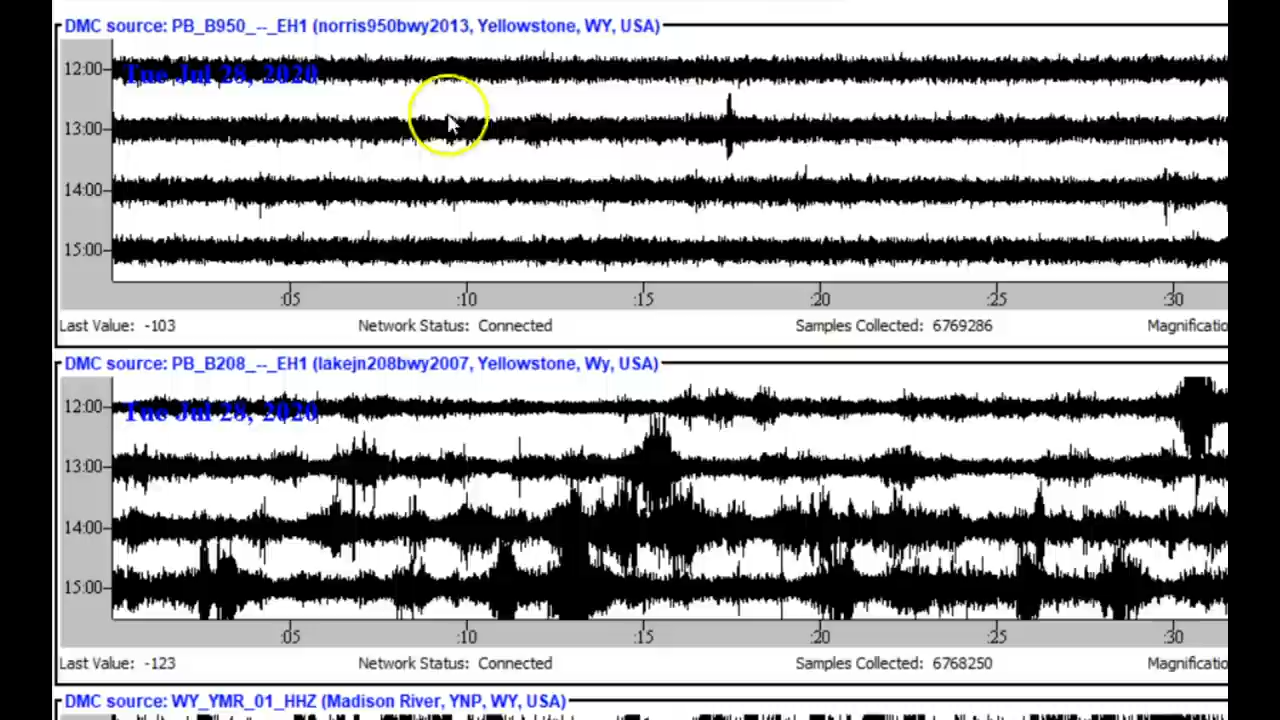 DMC source: PB_B950_--_EH1 (norris950bwy2013, Yellowstone, WY, USA)
12:00
Tue Jul 28, 2020
13:00
14:00
15:00
:05 :10 :15 :20 :25 :30
Last Value: -103 Network Status: Connected Samples Collected: 6769286 Magnificatio
DMC source: PB_B208_--_EH1 (lakejn208bwy2007, Yellowstone, Wy, USA)
12:00
Tue Jul 28, 2020
13:00
14:00
15:00
:05 :10 :15 :20 :25 :30
Last Value: -123 Network Status: Connected Samples Collected: 6768250 Magnificatio
DMC source: WY_YMR_01_HHZ (Madison River, YNP, WY, USA)